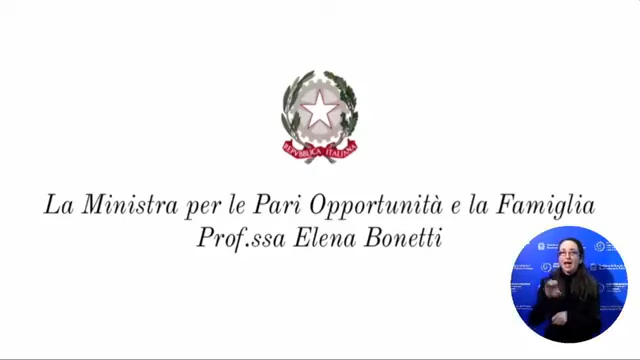 REPVBBLICA ITALIANA
La Ministra per le Pari Opportunità e la Famiglia
Prof.ssa Elena Bonetti